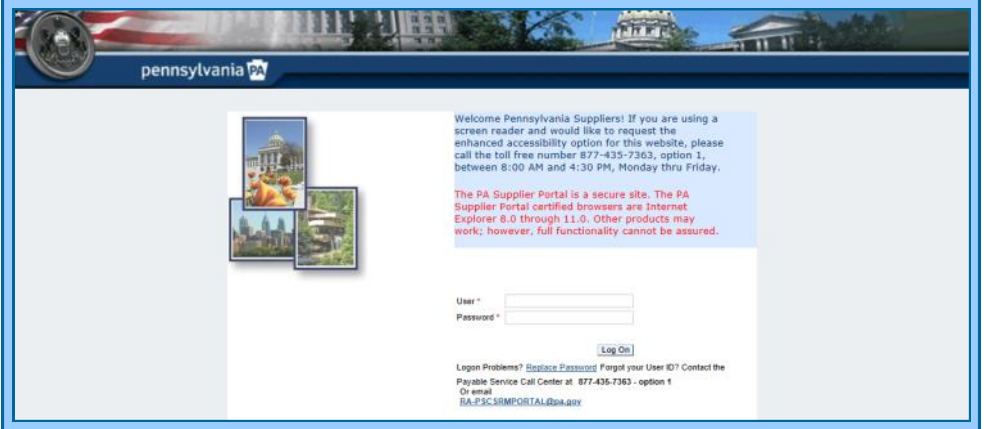 pennsylvania PA
Welcome Pennsylvania Suppliers! If you are using a
screen reader and would like to request the
enhanced accessibility option for this website, please
call the toll free number 877-435-7363, option 1,
between 8:00 AM and 4:30 PM, Monday thru Friday.
The PA Supplier Portal is a secure site. The PA
Supplier Portal certified browsers are Internet
Explorer 8.0 through 11.0. Other products may
work; however, full functionality cannot be assured.
User *
Password *
Log On
Logon Problems? Replace Password Forgot your User ID? Contact the
Payable Service Call Center at 877-435-7363 - option 1
Or email
RA-PSCSRMPORTAL@pa.gov